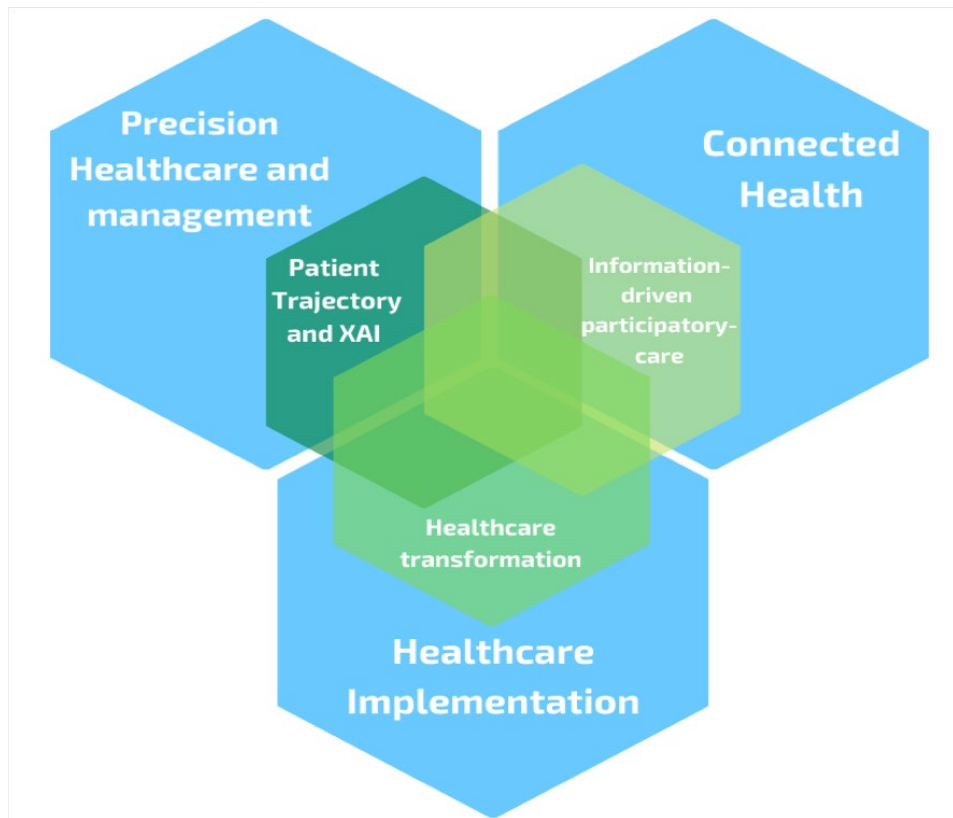 Precision
Healthcare and
management
Connected
Health
Patient
Trajectory
and XAI
Information-
driven
participatory-
care
Healthcare
transformation
Healthcare
Implementation